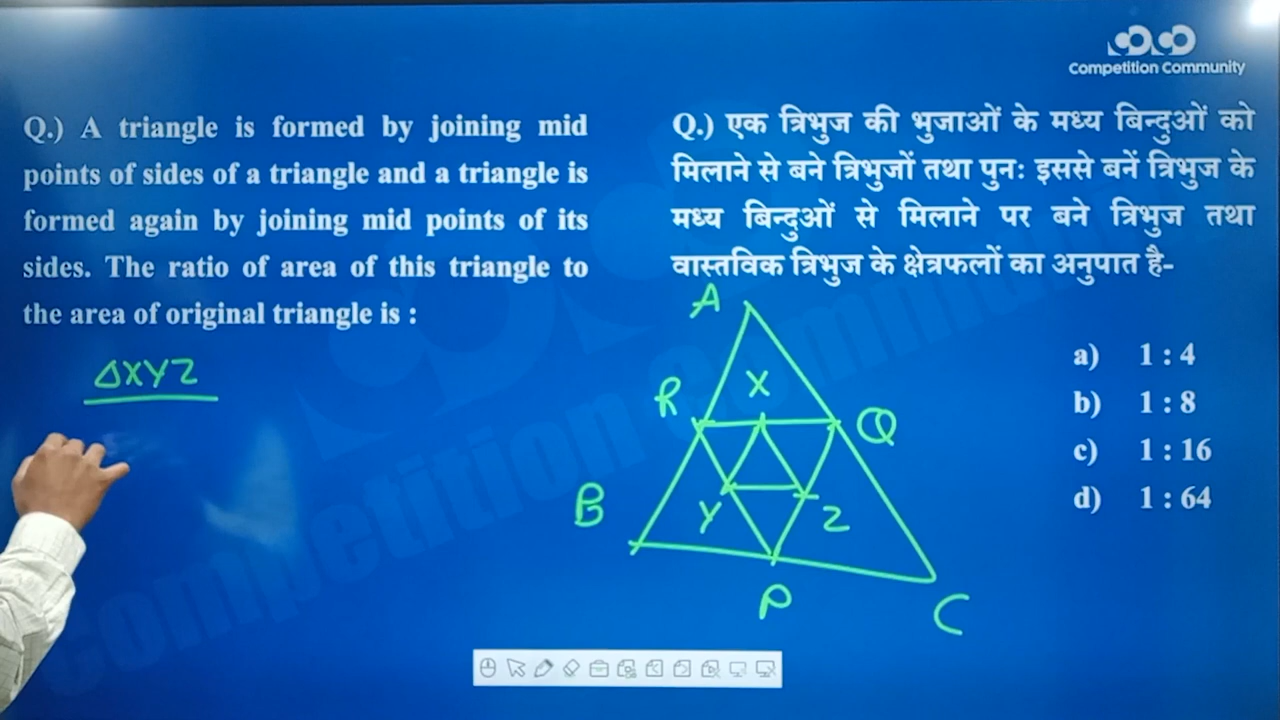 Competition Community
Q.) A triangle is formed by joining mid
points of sides of a triangle and a triangle is
formed again by joining mid points of its
sides. The ratio of area of this triangle to
the area of original triangle is :
ΔXYZ
Q.) एक त्रिभुज की भुजाओं के मध्य बिन्दुओं को
मिलाने से बने त्रिभुजों तथा पुनः इससे बनें त्रिभुज के
मध्य बिन्दुओं से मिलाने पर बने त्रिभुज तथा
वास्तविक त्रिभुज के क्षेत्रफलों का अनुपात है-
A
R
X
Q
B
Y
Z
P
C
a) 1 : 4
b) 1 : 8
c) 1 : 16
d) 1 : 64
competition community